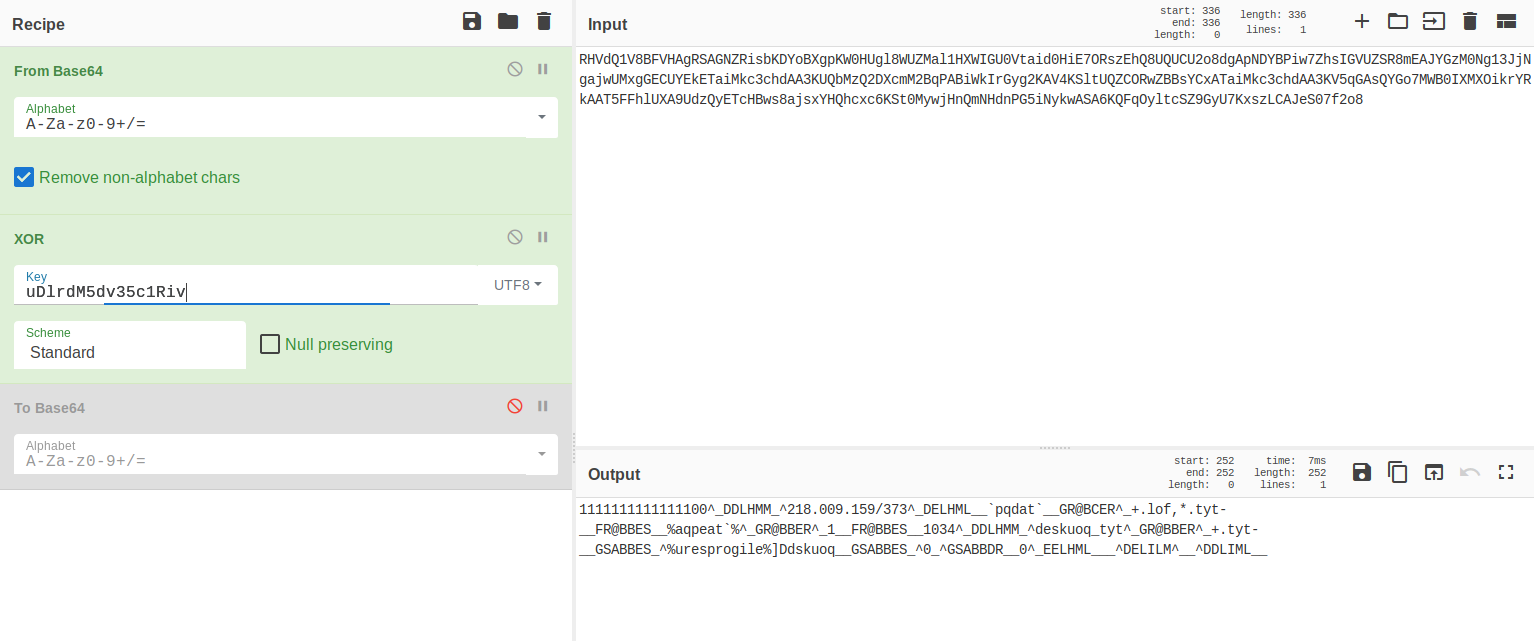 Recipe
From Base64
Alphabet
A-Za-z0-9+/=
Remove non-alphabet chars
XOR
Key
uDlrdM5dv35c1Riv
UTF8
Scheme
Standard
Null preserving
To Base64
Alphabet
A-Za-z0-9+/=
Input
start: 336
end: 336
length: 0
length: 336
lines: 1
RHVdQ1V8BFVHAgRSAGNZRisbKDYoBXgpKW0HUgl8WUZMal1HXWIGU0Vtaid0HiE7ORszEhQ8UQUCU2o8dgApNDYBPiw7ZhsIGVUZSR8mEAJYGzM0Ng13JjN
gajwUMxgGECUYEkETaiMkc3chdAA3KUQbMzQ2DXcmM2BqPABiWkIrGyg2KAV4KSltUQZCORwZBBsYCxATaiMkc3chdAA3KV5qGAsQYGo7MWB0IXMXOikrYR
kAAT5FFhlUXA9UdzQyETcHBws8ajsxYHQhcxc6KSt0MywjHnQmNHdnPG5iNykwASA6KQFqOyltcSZ9GyU7KxszLCAJeS07f2o8
Output
start: 252
end: 252
length: 0
time: 7ms
length: 252
lines: 1
1111111111111100^_DDLHMM_^218.009.159/373^_DELHML__`pqdat`__GR@BCER^_+.lof,*.tyt-
__FR@BBES__%aqpeat`%^_GR@BBER^_1__FR@BBES__1034^_DDLHMM_^deskuoq_tyt^_GR@BBER^_+.tyt-
__GSABBES_^%uresprogile%]Ddskuoq__GSABBES_^0_^GSABBDR__0^_EELHML___^DELILM^__^DDLIML__